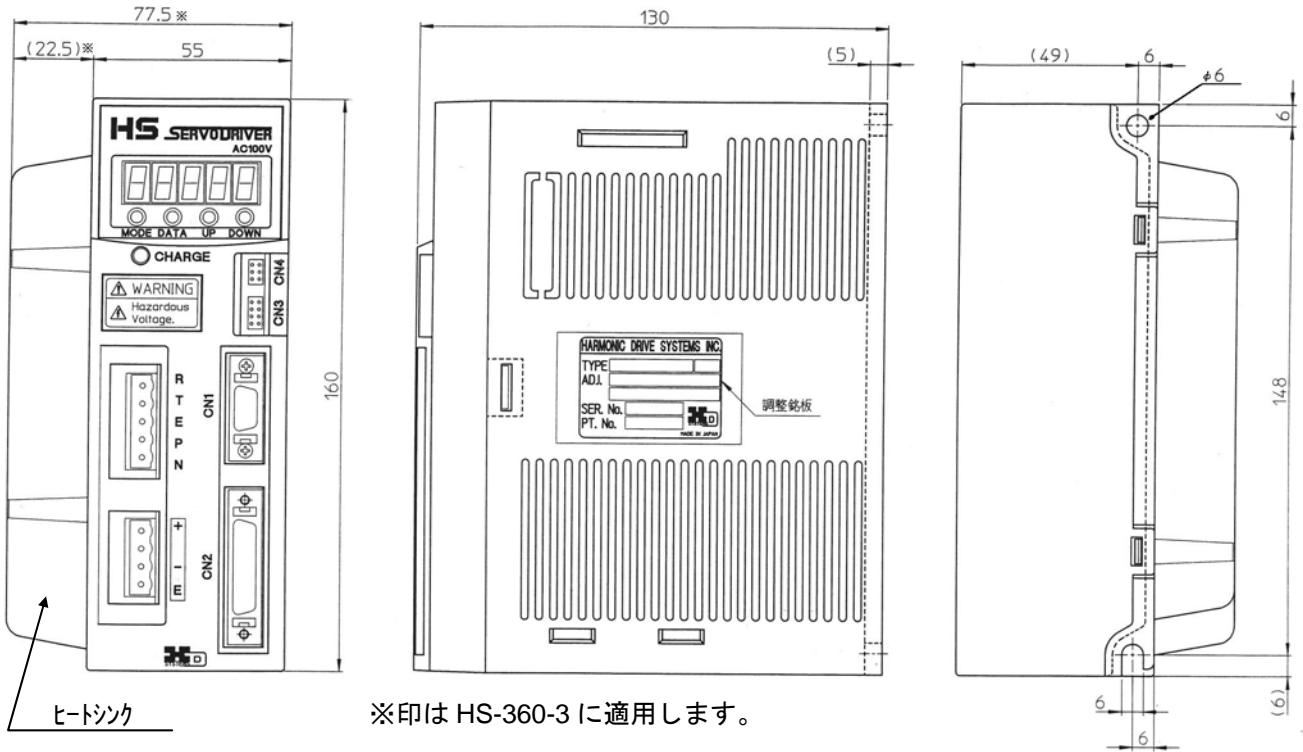 77.5※
(22.5)※
55
HS SERVODRIVER
AC100V
MODE DATA UP DOWN
CHARGE
CN4
CN3
WARNING
Hazardous
Voltage.
R
T
E
P
N
CN1
+
-
E
CN2
160
SYSTEMS
D
ヒートシンク
130
(5)
HARMONIC DRIVE SYSTEMS INC.
TYPE
ADJ.
SER. No.
PT. No.
SYSTEMS
D
MADE IN JAPAN
調整銘板
※印は HS-360-3 に適用します。
(49)
6
φ6
6
148
(6)
6
6